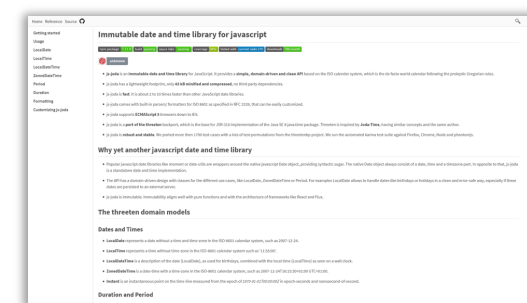 Home Reference Source
Getting started
Usage
LocalDate
LocalTime
LocalDateTime
ZonedDateTime
Period
Duration
Formatting
Customizing js-joda
Immutable date and time library for javascript
unknown
js-joda is an immutable date and time library for JavaScript. It provides a simple, domain-driven and clean API based on the ISO calendar system, which is the de facto world calendar following the proleptic Gregorian rules.
js-joda has a lightweight footprint, only 43 kB minified and compressed, no third party dependencies.
js-joda is fast. It is about 2 to 10 times faster than other JavaScript date libraries.
js-joda comes with built-in parsers/ formatters for ISO 8601 as specified in RFC 3339, that can be easily customized.
js-joda supports ECMAScript 5 browsers down to IE9.
js-joda is a port of the threeten backport, which is the base for JSR-310 implementation of the Java SE 8 java.time package. Threeten is inspired by Joda-Time, having similar concepts and the same author.
js-joda is robust and stable. We ported more then 1700 test cases with a lot of test permutations from the threetenbp project. We run the automated karma test suite against Firefox, Chrome, Node and phantomjs.
Why yet another javascript date and time library
Popular javascript date libraries like moment or date-utils are wrappers around the native javascript Date object, providing syntactic sugar. The native Date object always consist of a date, time and a timezone part. In opposite to that, js-joda
is a standalone date and time implementation.
The API has a domain driven design with classes for the different use cases, like LocalDate, ZonedDateTime or Period. For examples LocalDate allows to handle dates like birthdays or holidays in a clean and error-safe way, especially if these
dates are persisted to an external server.
js-joda is immutable. Immutability aligns well with pure functions and with the architecture of frameworks like React and Flux.
The threeten domain models
Dates and Times
LocalDate represents a date without a time and time zone in the ISO-8601 calendar system, such as 2007-12-24.
LocalTime represents a time without time zone in the ISO-8601 calendar system such as '11:55:00'.
LocalDateTime is a description of the date (LocalDate), as used for birthdays, combined with the local time (LocalTime) as seen on a wall clock.
ZonedDateTime is a date-time with a time-zone in the ISO-8601 calendar system, such as 2007-12-24T16:15:30+01:00 UTC+01:00.
Instant is an instantaneous point on the time-line measured from the epoch of 1970-01-01T00:00:00Z in epoch-seconds and nanosecond of second.
Duration and Period